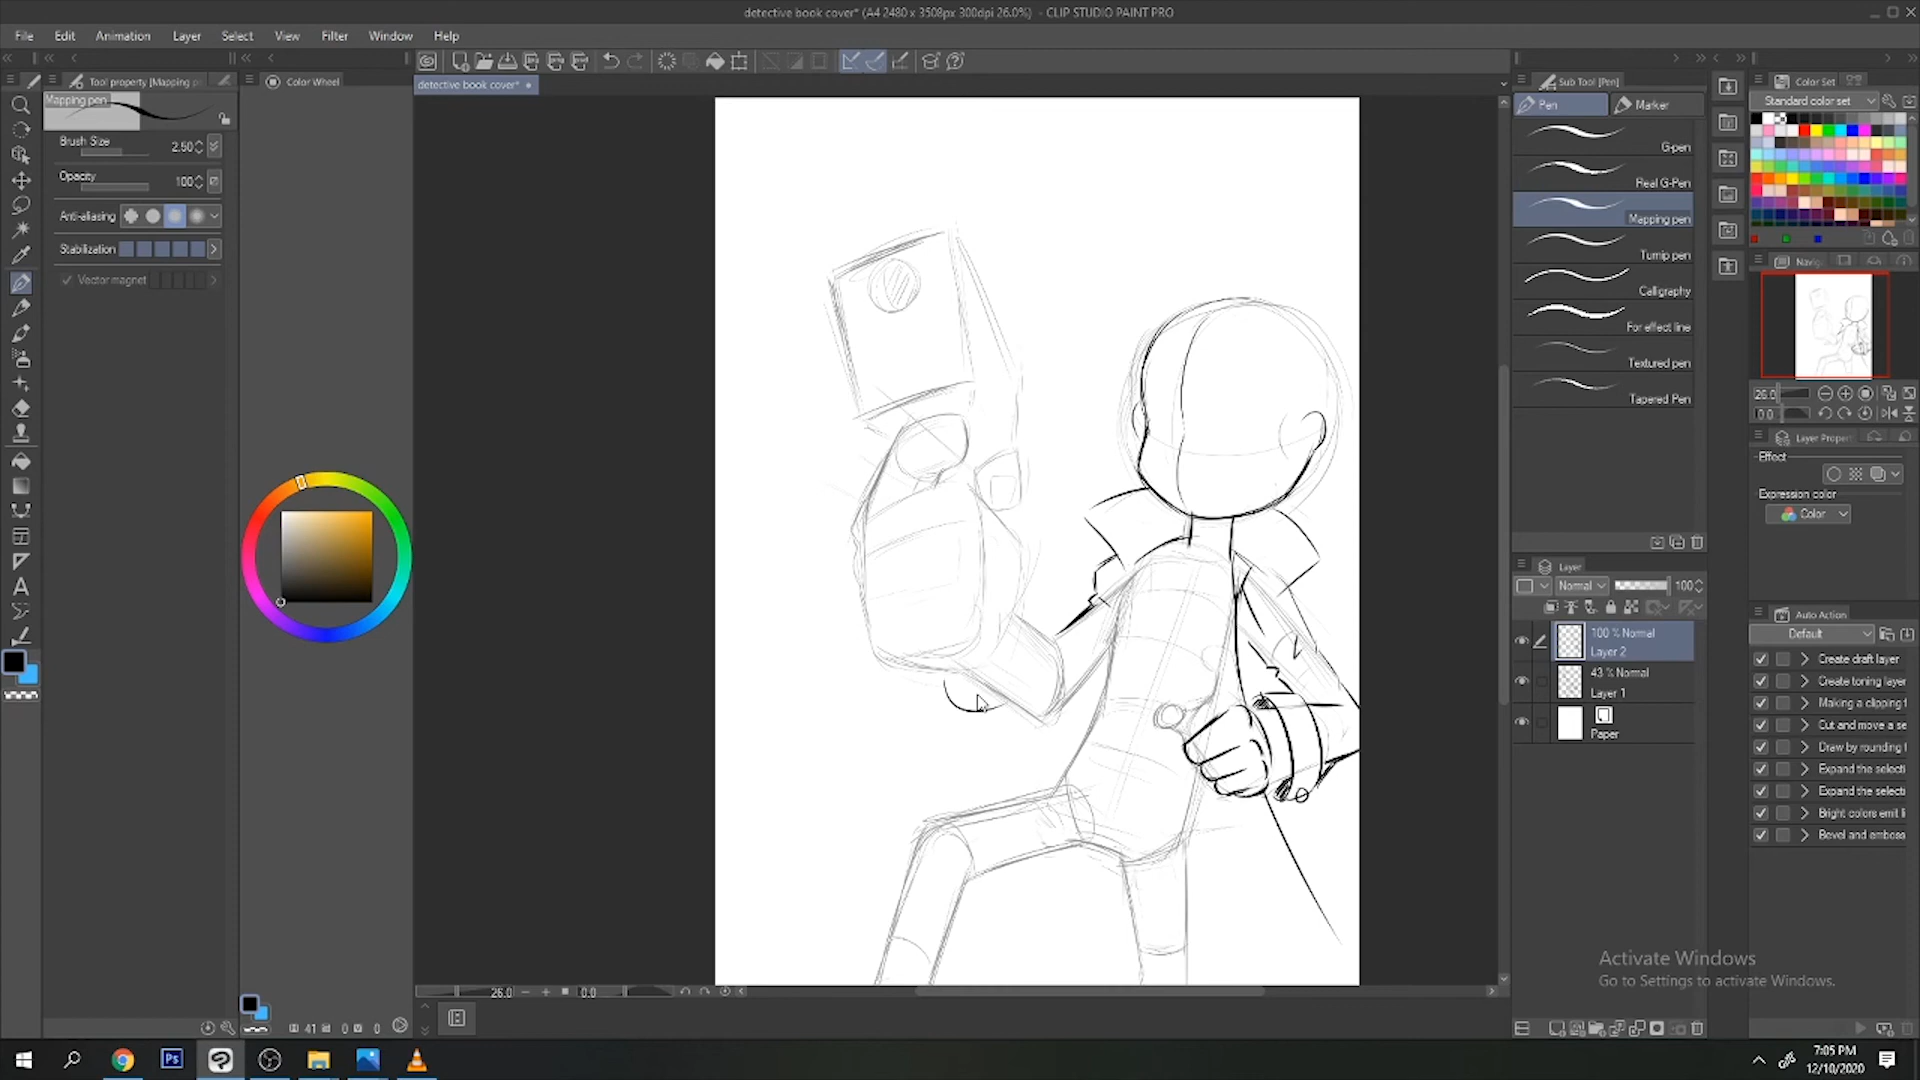 detective book cover* (A4 2480 x 3508px 300dpi 26.0%) - CLIP STUDIO PAINT PRO
File Edit Animation Layer Select View Filter Window Help
Tool property [Mapping pe
Color Wheel
detective book cover*
Mapping pen
Brush Size 2.50
Opacity 100
Anti-aliasing
Stabilization
Vector magnet
Sub Tool [Pen]
Pen Marker
G-pen
Real G-Pen
Mapping pen
Turnip pen
Calligraphy
For effect line
Textured pen
Tapered Pen
Color Set
Standard color set
Navig
26.0
0.0
Layer Prope
Effect
Expression color
Color
Layer
Normal 100
100 % Normal
Layer 2
43 % Normal
Layer 1
Paper
Auto Action
Default
Create draft layer
Create toning layer
Making a clipping f
Cut and move a se
Draw by rounding f
Expand the selecti
Expand the selecti
Bright colors emit li
Bevel and emboss
Activate Windows
Go to Settings to activate Windows.
26.0 0.0
41 0 0
Ps
7:05 PM
12/10/2020